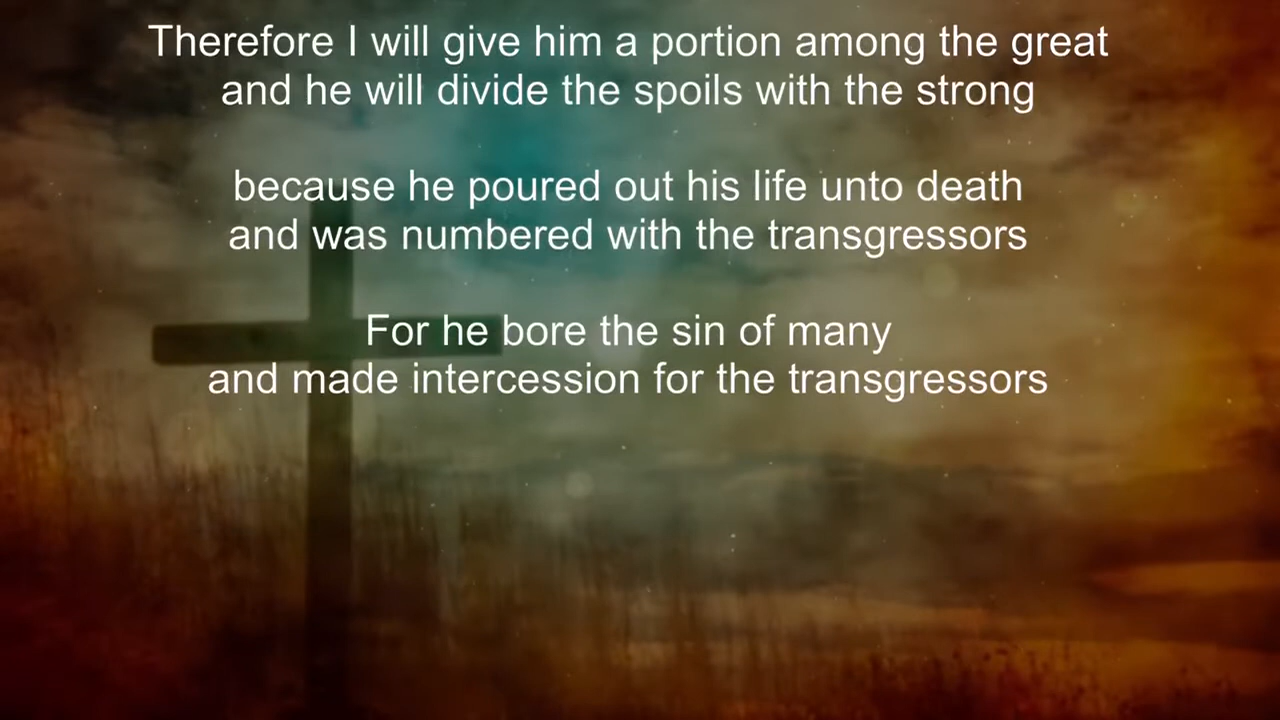 Therefore I will give him a portion among the great
and he will divide the spoils with the strong
because he poured out his life unto death
and was numbered with the transgressors
For he bore the sin of many
and made intercession for the transgressors